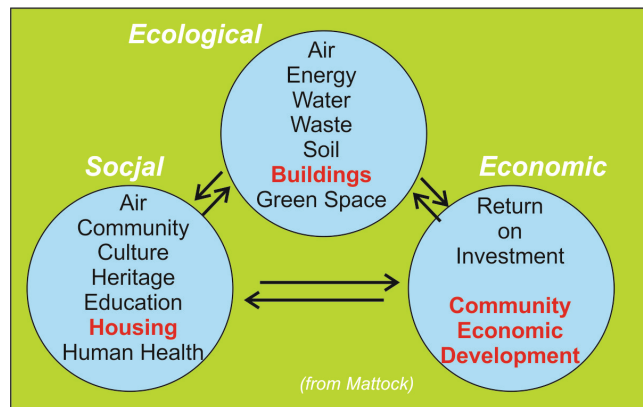 Ecological
Air
Energy
Water
Waste
Soil
Buildings
Green Space
Socjal
Air
Community
Culture
Heritage
Education
Housing
Human Health
Economic
Return
on
Investment
Community
Economic
Development
(from Mattock)